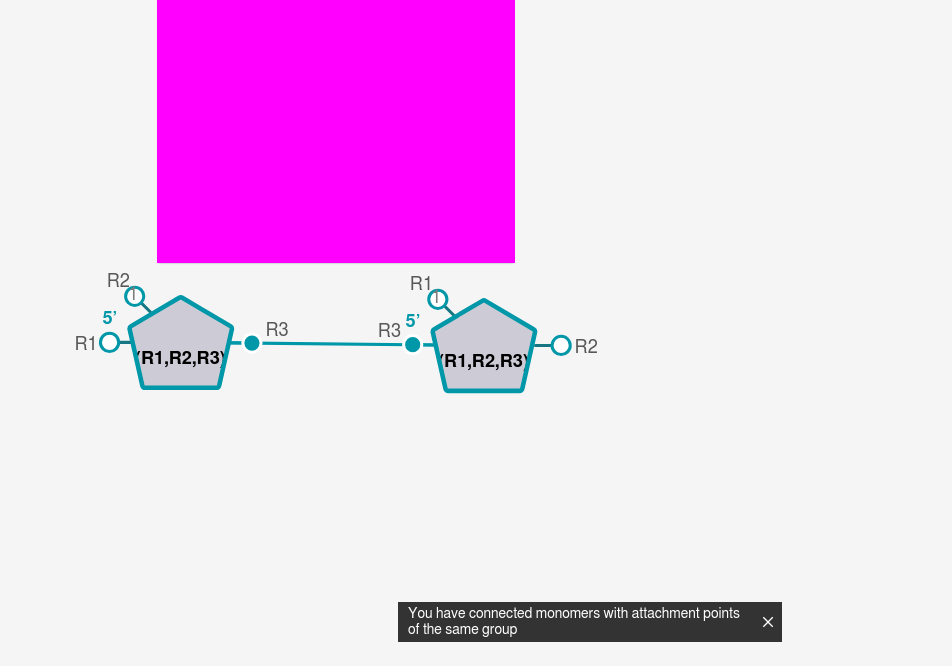 R2
R1
5’
5’
R3
R3
R1
R2
(R1,R2,R3)
(R1,R2,R3)
You have connected monomers with attachment points
of the same group